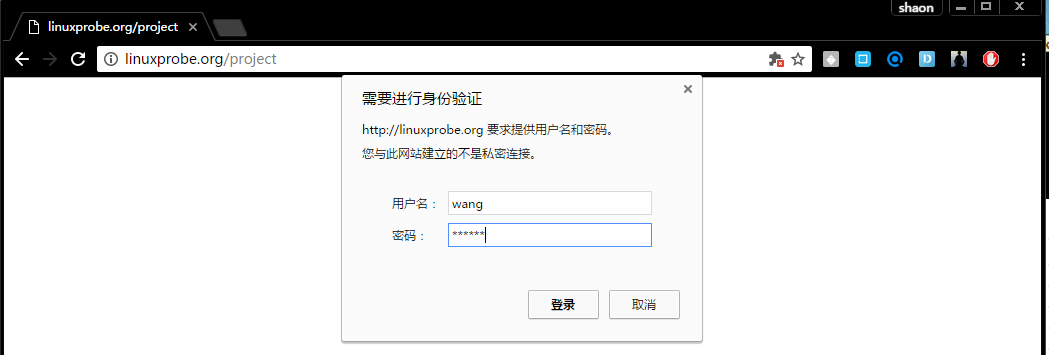 shaon
linuxprobe.org/project
linuxprobe.org/project
需要进行身份验证
http://linuxprobe.org 要求提供用户名和密码。
您与此网站建立的不是私密连接。
用户名： wang
密码： ******
登录 取消